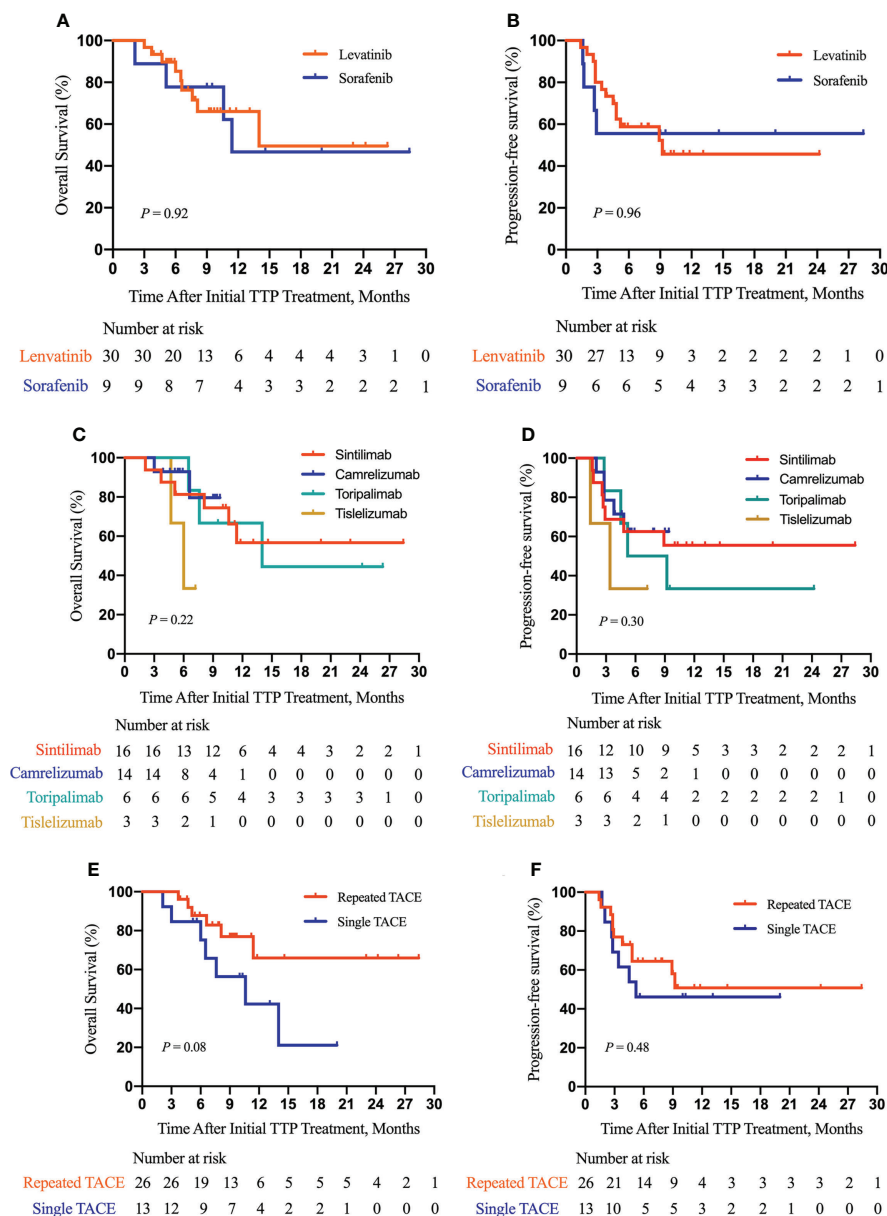 A
Overall Survival (%)
100
80
60
40
20
0
Levatinib
Sorafenib
P = 0.92
0 3 6 9 12 15 18 21 24 27 30
Time After Initial TTP Treatment, Months
Number at risk
Lenvatinib 30 30 20 13 6 4 4 4 3 1 0
Sorafenib 9 9 8 7 4 3 3 2 2 2 1
B
Progression-free survival (%)
100
80
60
40
20
0
Levatinib
Sorafenib
P = 0.96
0 3 6 9 12 15 18 21 24 27 30
Time After Initial TTP Treatment, Months
Number at risk
Lenvatinib 30 27 13 9 3 2 2 2 2 1 0
Sorafenib 9 6 6 5 4 3 3 2 2 2 1
C
Overall Survival (%)
100
80
60
40
20
0
Sintilimab
Camrelizumab
Toripalimab
Tislelizumab
P = 0.22
0 3 6 9 12 15 18 21 24 27 30
Time After Initial TTP Treatment, Months
Number at risk
Sintilimab 16 16 13 12 6 4 4 3 2 2 1
Camrelizumab 14 14 8 4 1 0 0 0 0 0 0
Toripalimab 6 6 6 5 4 3 3 3 3 1 0
Tislelizumab 3 3 2 1 0 0 0 0 0 0 0
D
Progression-free survival (%)
100
80
60
40
20
0
Sintilimab
Camrelizumab
Toripalimab
Tislelizumab
P = 0.30
0 3 6 9 12 15 18 21 24 27 30
Time After Initial TTP Treatment, Months
Number at risk
Sintilimab 16 12 10 9 5 3 3 2 2 2 1
Camrelizumab 14 13 5 2 1 0 0 0 0 0 0
Toripalimab 6 6 4 4 2 2 2 2 2 1 0
Tislelizumab 3 3 2 1 0 0 0 0 0 0 0
E
Overall Survival (%)
100
80
60
40
20
0
Repeated TACE
Single TACE
P = 0.08
0 3 6 9 12 15 18 21 24 27 30
Time After Initial TTP Treatment, Months
Number at risk
Repeated TACE 26 26 19 13 6 5 5 5 4 2 1
Single TACE 13 12 9 7 4 2 2 1 0 0 0
F
Progression-free survival (%)
100
80
60
40
20
0
Repeated TACE
Single TACE
P = 0.48
0 3 6 9 12 15 18 21 24 27 30
Time After Initial TTP Treatment, Months
Number at risk
Repeated TACE 26 21 14 9 4 3 3 3 3 2 1
Single TACE 13 10 5 5 3 2 2 1 0 0 0